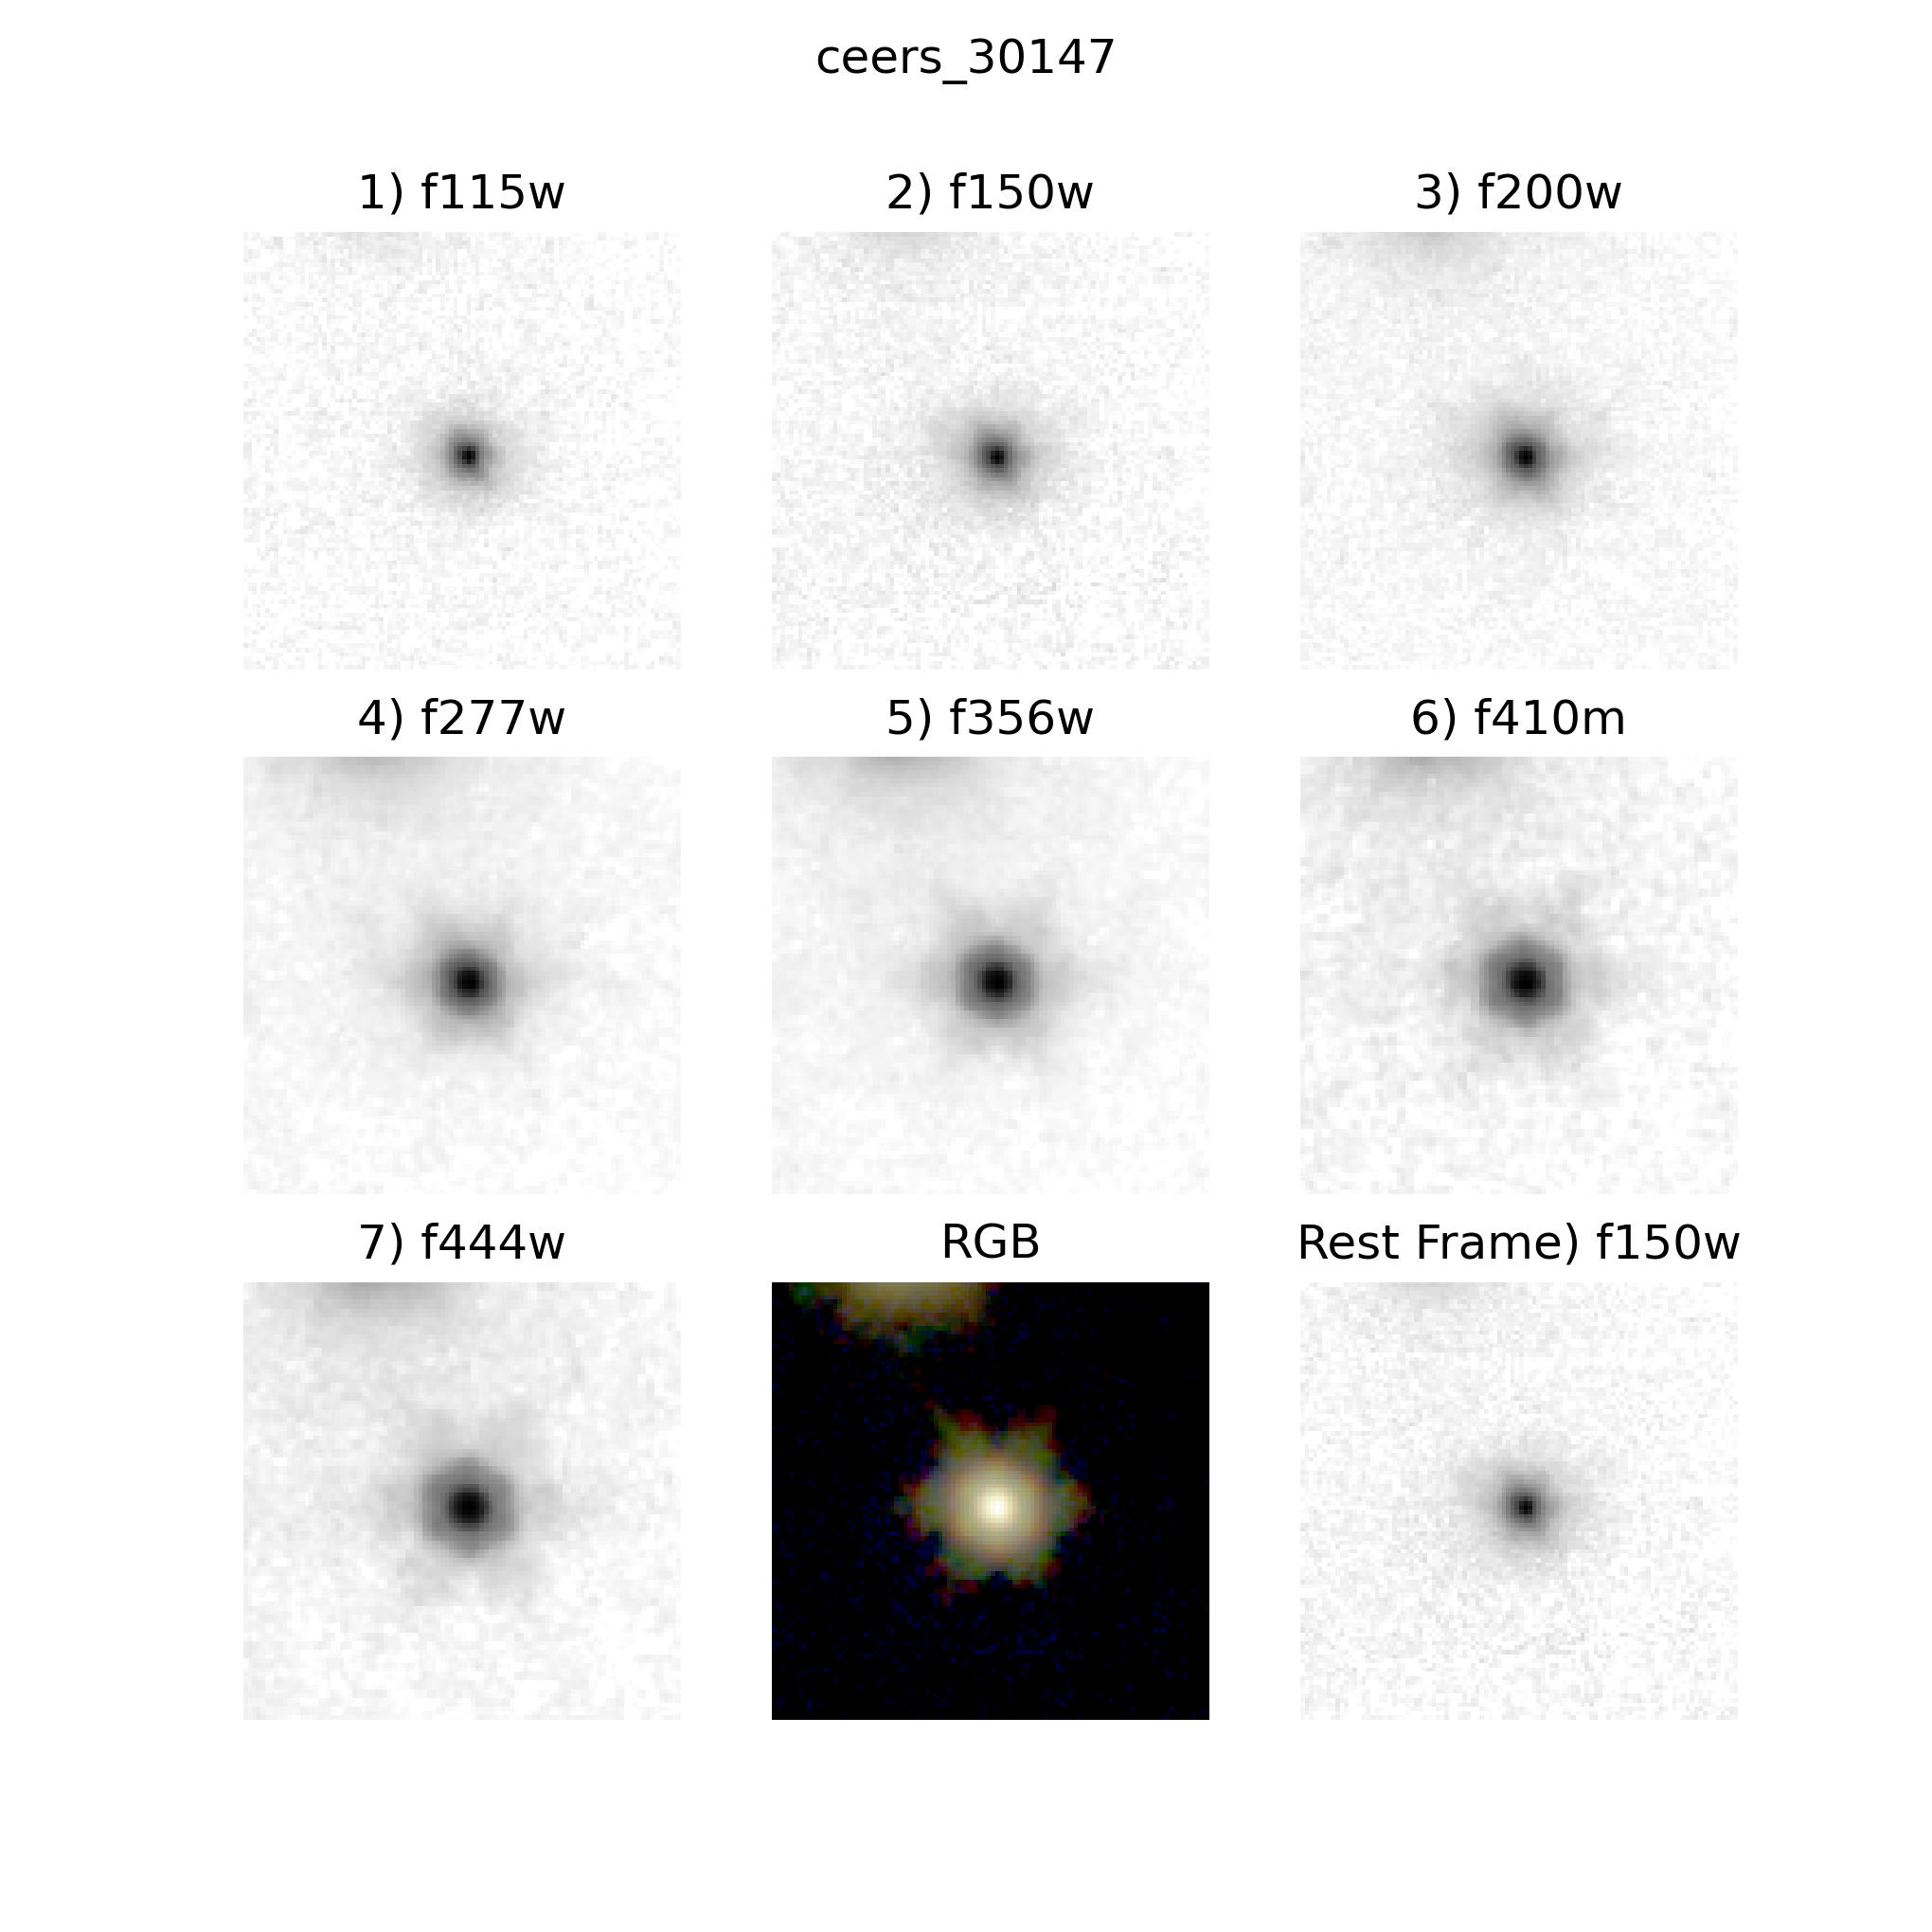 ceers_30147
1) f115w
2) f150w
3) f200w
4) f277w
5) f356w
6) f410m
7) f444w
RGB
Rest Frame) f150w